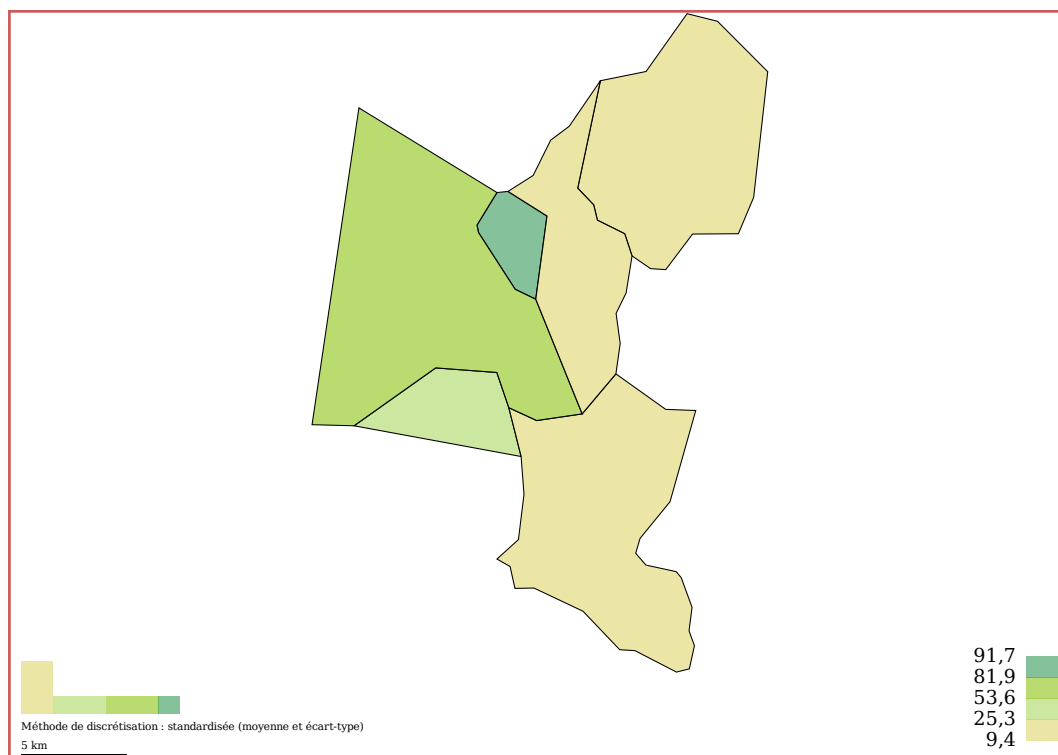 91,7
81,9
53,6
25,3
9,4
Méthode de discrétisation : standardisée (moyenne et écart-type)
5 km